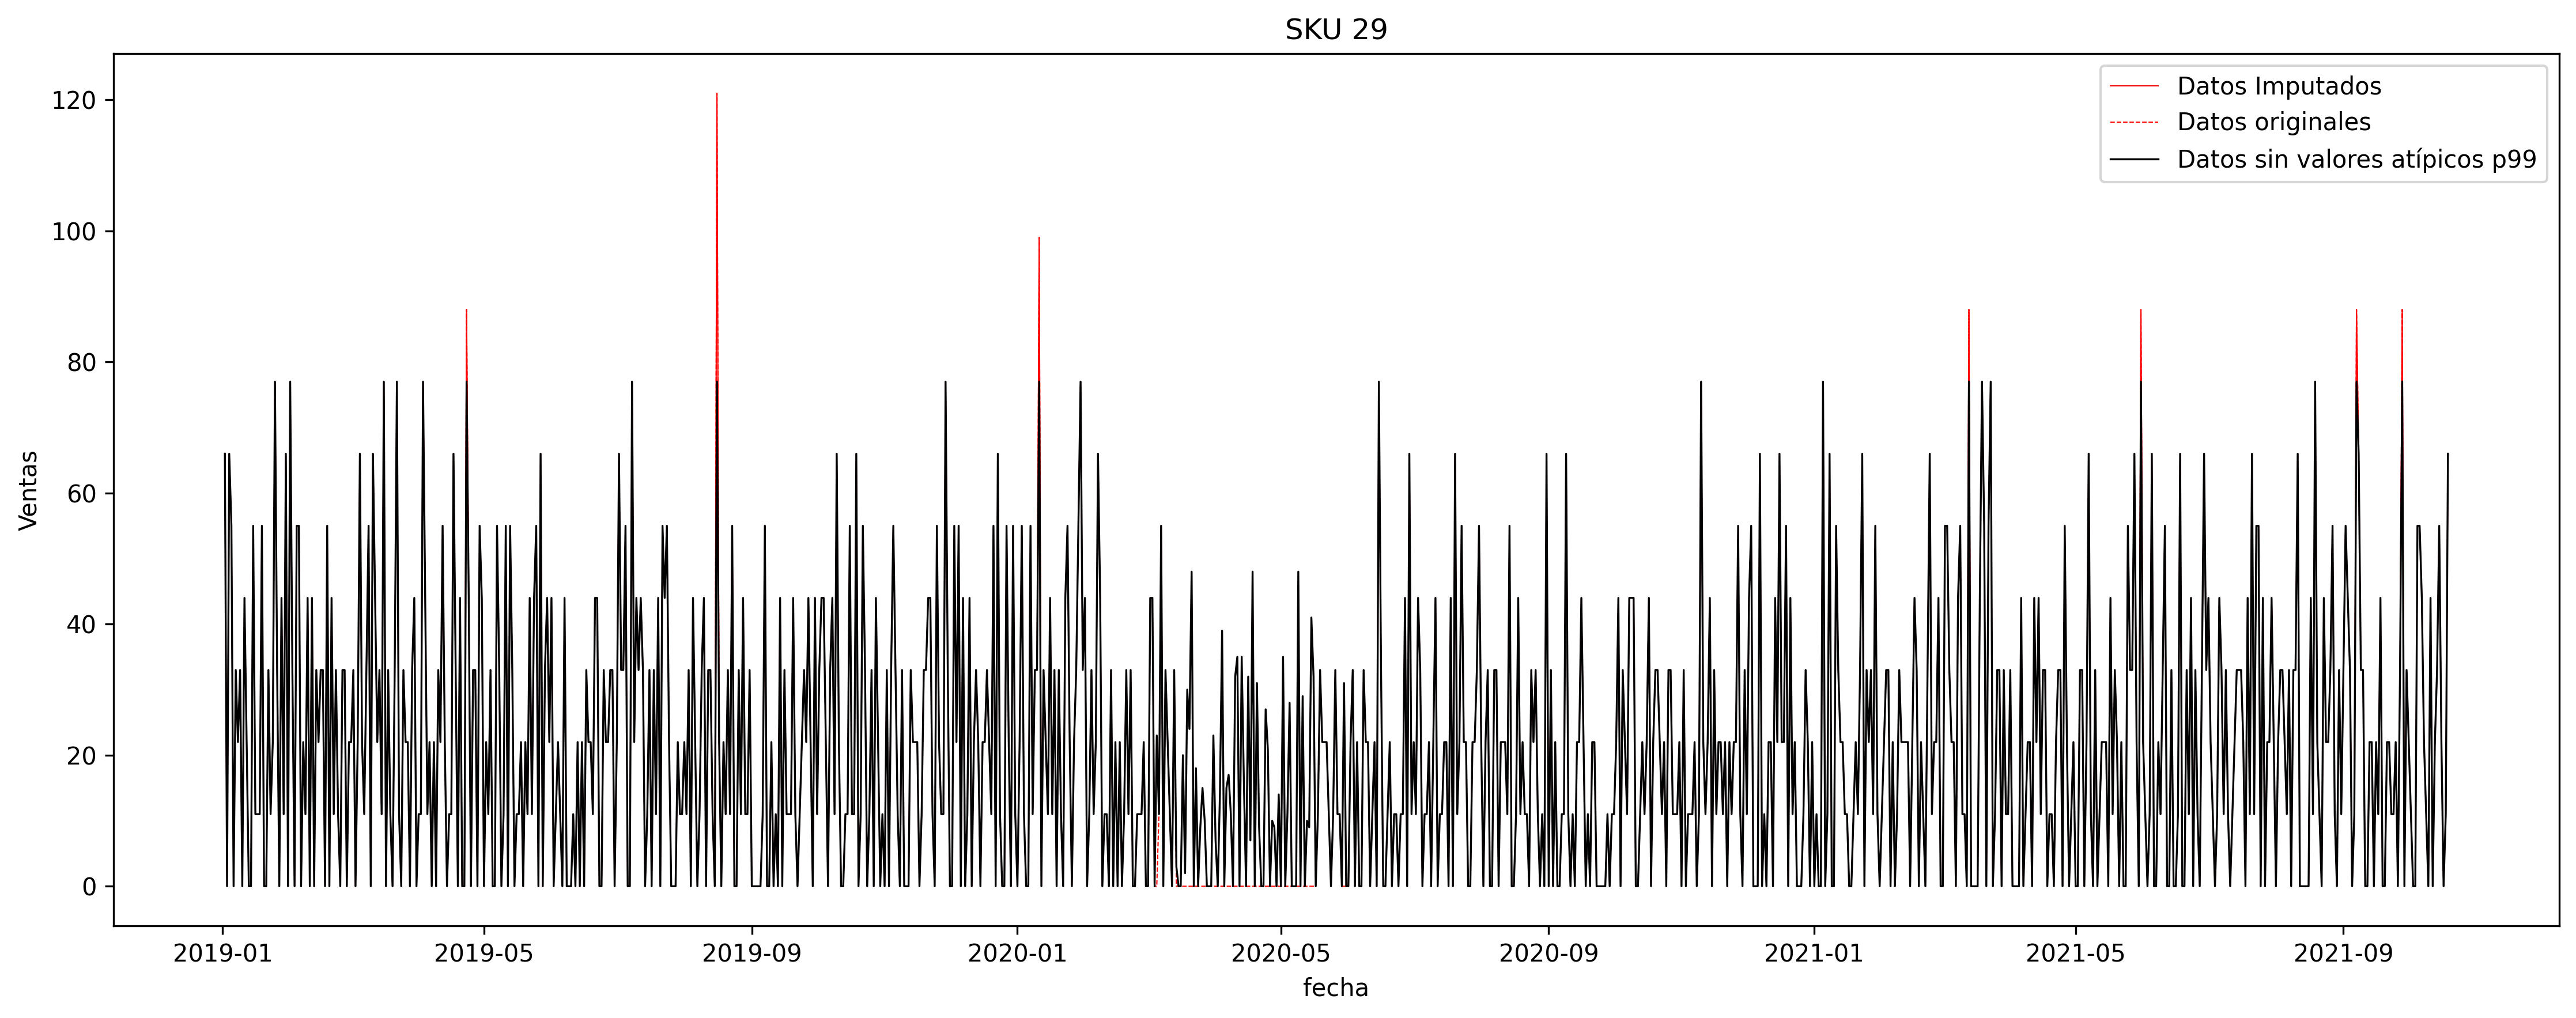 SKU 29
Datos Imputados
Datos originales
Datos sin valores atípicos p99
120
100
80
60
40
20
0
Ventas
2019-01 2019-05 2019-09 2020-01 2020-05 2020-09 2021-01 2021-05 2021-09
fecha